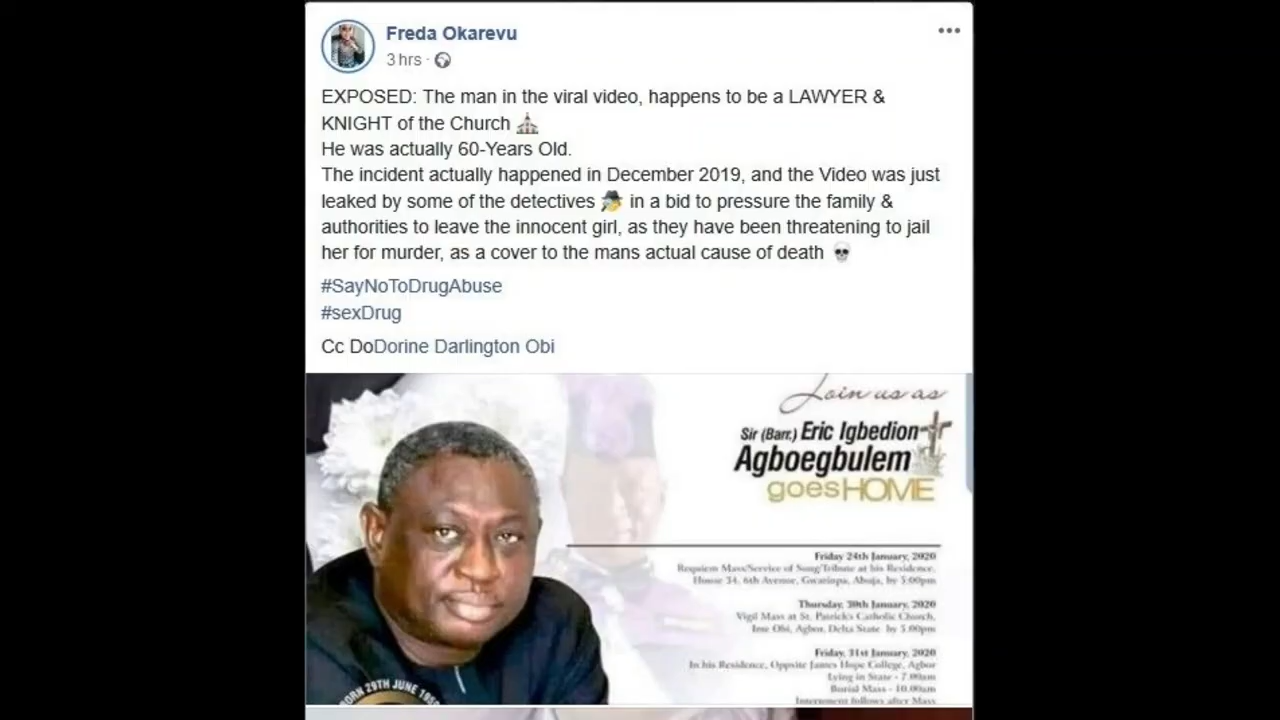 Freda Okarevu
3 hrs ·
EXPOSED: The man in the viral video, happens to be a LAWYER &
KNIGHT of the Church
He was actually 60-Years Old.
The incident actually happened in December 2019, and the Video was just
leaked by some of the detectives in a bid to pressure the family &
authorities to leave the innocent girl, as they have been threatening to jail
her for murder, as a cover to the mans actual cause of death
#SayNoToDrugAbuse
#sexDrug
Cc DoDorine Darlington Obi
Join us as
Sir (Barr.) Eric Igbedion-
Agboegbulem
goesHOME
Friday 24th January, 2020
Requiem Mass/Service of Song/Tribute at his Residence,
House 34, 6th Avenue, Gwarinpa, Abuja, by 5:00pm
Thursday, 30th January, 2020
Vigil Mass at St. Patrick's Catholic Church,
Ime Obi, Agbor, Delta State by 5.00pm
Friday, 31st January, 2020
In his Residence, Oppsite James Hope College, Agbor
Lying in State - 7.00am
Burial Mass - 10.00am
Internment follows after Mass
BORN 29TH JUNE